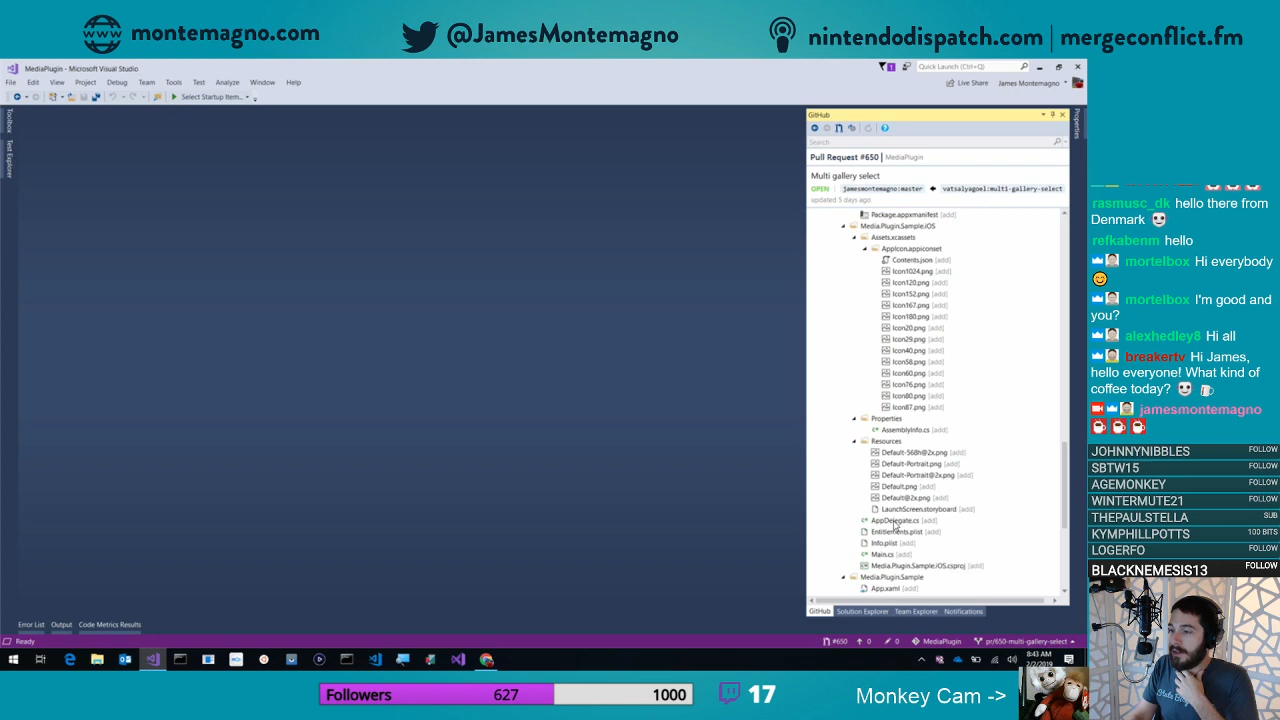 montemagno.com
@JamesMontemagno
nintendodispatch.com | mergeconflict.fm
MediaPlugin - Microsoft Visual Studio
Quick Launch (Ctrl+Q)
File Edit View Project Debug Team Tools Test Analyze Window Help
Live Share James Montemagno
Select Startup Item...
Toolbox
Test Explorer
Properties
GitHub
Search
Pull Request #650 | MediaPlugin
Multi gallery select
OPEN jamesmontemagno:master vatsalyagoel:multi-gallery-select
updated 5 days ago
Package.appxmanifest [add]
Media.Plugin.Sample.iOS
Assets.xcassets
AppIcon.appiconset
Contents.json [add]
Icon1024.png [add]
Icon120.png [add]
Icon152.png [add]
Icon167.png [add]
Icon180.png [add]
Icon20.png [add]
Icon29.png [add]
Icon40.png [add]
Icon58.png [add]
Icon60.png [add]
Icon76.png [add]
Icon80.png [add]
Icon87.png [add]
Properties
AssemblyInfo.cs [add]
Resources
Default-568h@2x.png [add]
Default-Portrait.png [add]
Default-Portrait@2x.png [add]
Default.png [add]
Default@2x.png [add]
LaunchScreen.storyboard [add]
AppDelegate.cs [add]
Entitlements.plist [add]
Info.plist [add]
Main.cs [add]
Media.Plugin.Sample.iOS.csproj [add]
Media.Plugin.Sample
App.xaml [add]
GitHub Solution Explorer Team Explorer Notifications
Error List Output Code Metrics Results
Ready
#650 0 0 MediaPlugin pr/650-multi-gallery-select
8:43 AM
2/2/2019
rasmusc_dk hello there from
Denmark
refkabenm hello
mortelbox Hi everybody
mortelbox I'm good and
you?
alexhedley8 Hi all
breakertv Hi James,
hello everyone! What kind of
coffee today?
jamesmontemagno
JOHNNYNIBBLES FOLLOW
SBTW15 FOLLOW
AGEMONKEY FOLLOW
WINTERMUTE21 FOLLOW
THEPAULSTELLA SUB
KYMPHILLPOTTS 100 BITS
LOGERFO FOLLOW
BLACKNEMESIS13 FOLLOW
Followers 627 1000
17
Monkey Cam ->